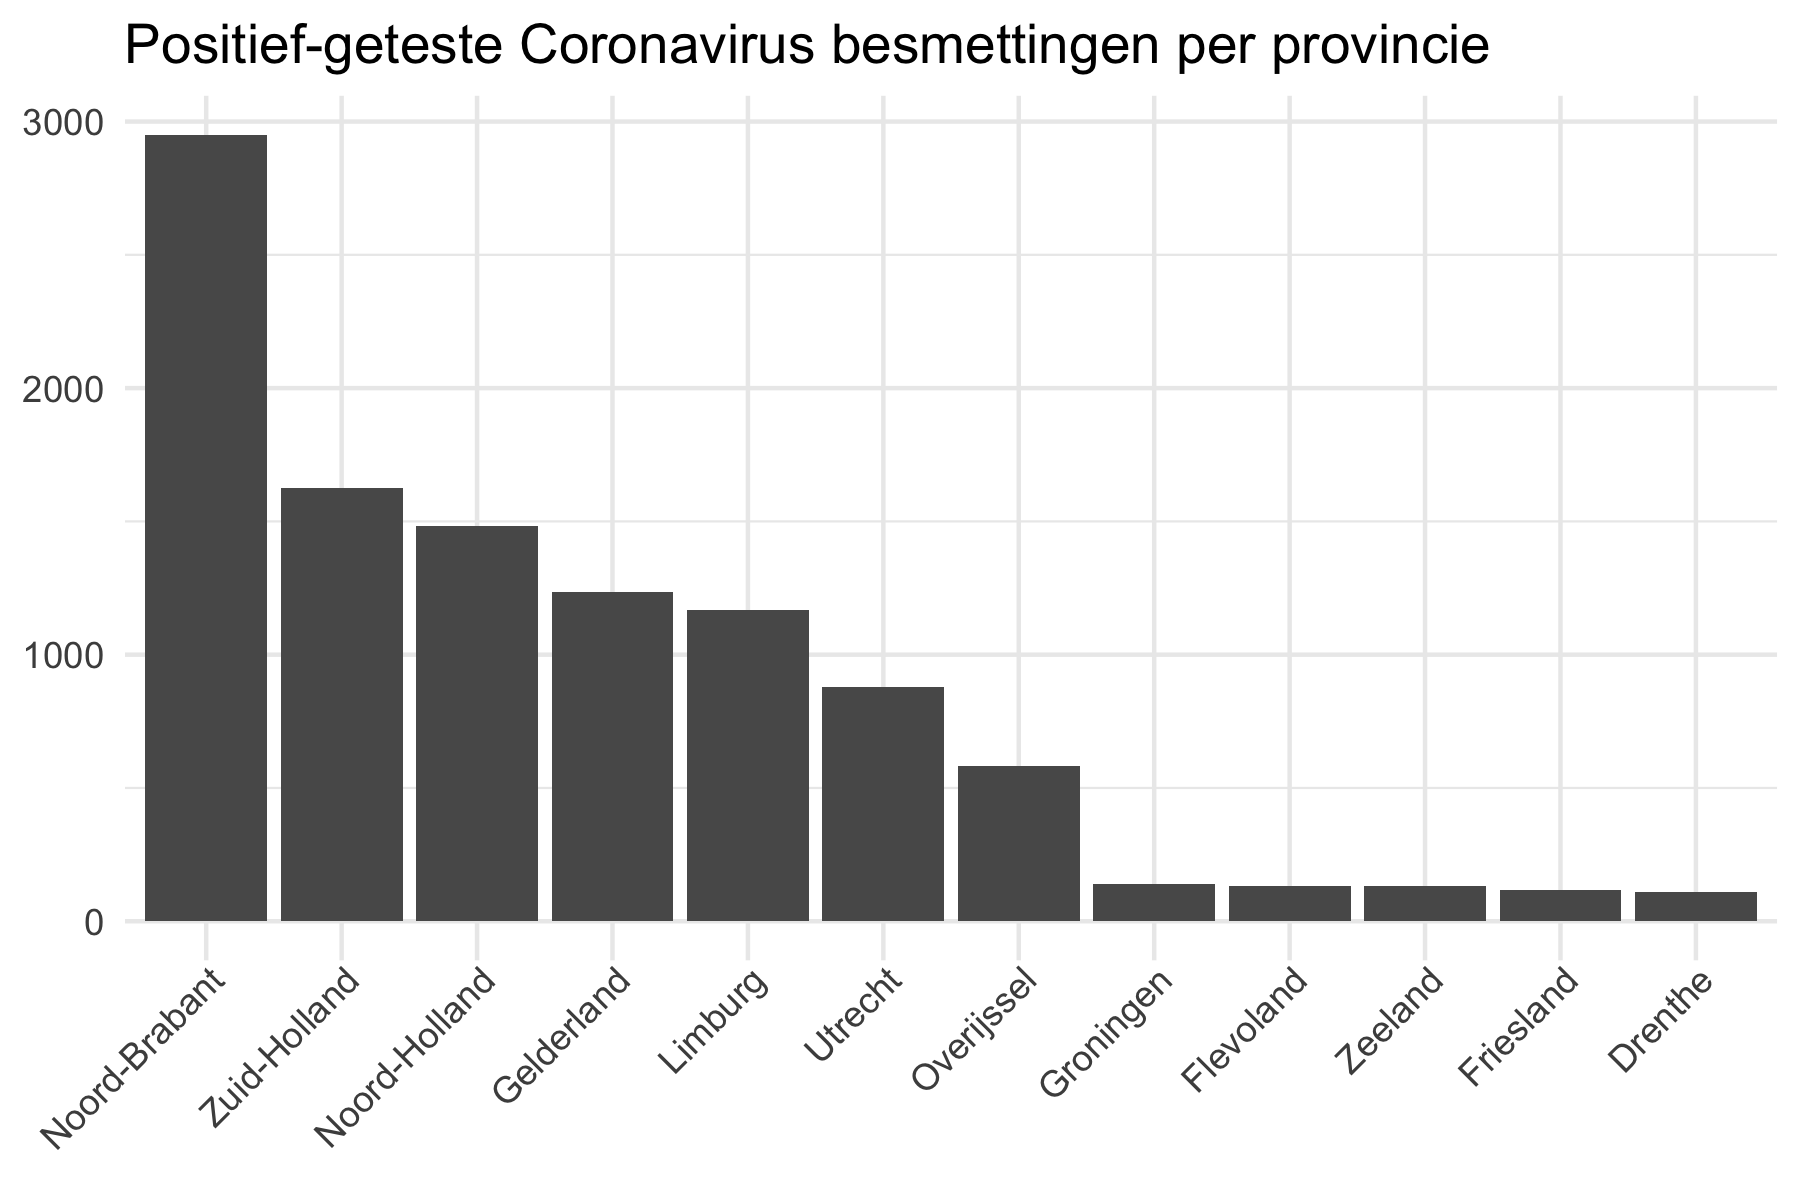 Positief-geteste Coronavirus besmettingen per provincie
3000
2000
1000
0
Noord-Brabant
Zuid-Holland
Noord-Holland
Gelderland
Limburg
Utrecht
Overijssel
Groningen
Flevoland
Zeeland
Friesland
Drenthe